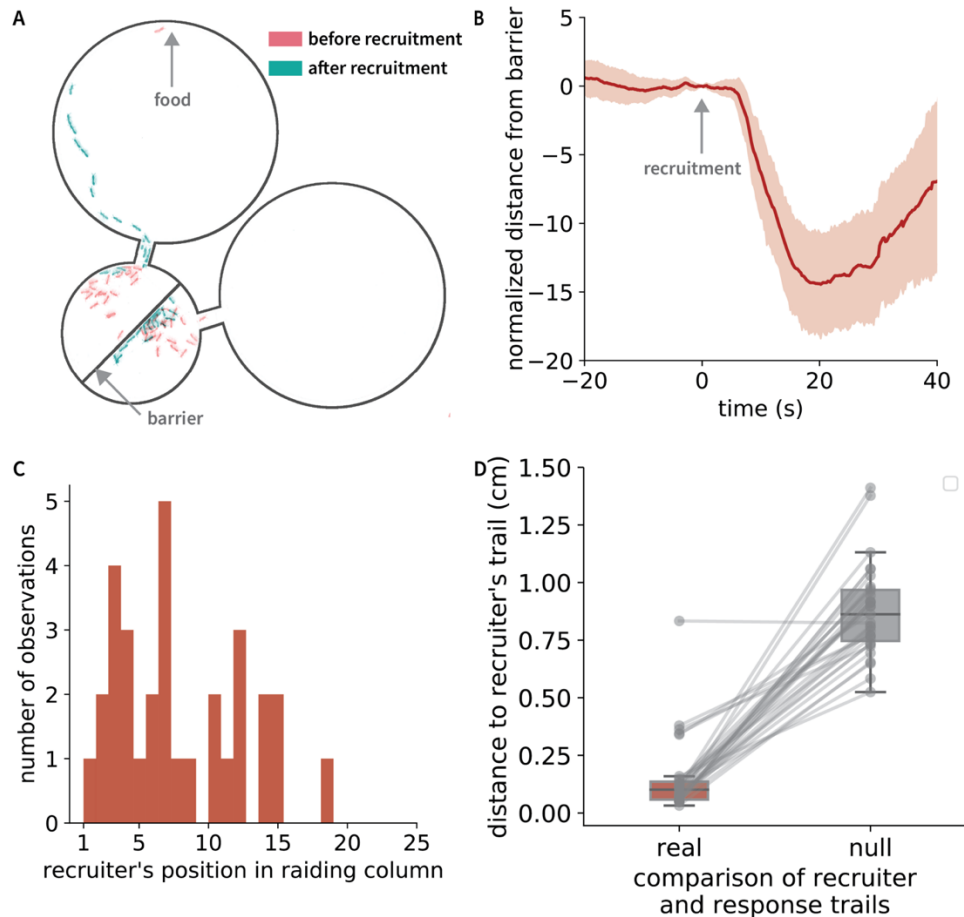 A
before recruitment
after recruitment
food
barrier
B
normalized distance from barrier
5
0
−5
−10
−15
−20
recruitment
−20
0
20
40
time (s)
C
number of observations
5
4
3
2
1
0
1
5
10
15
20
25
recruiter's position in raiding column
D
distance to recruiter's trail (cm)
1.50
1.25
1.00
0.75
0.50
0.25
0.00
real
null
comparison of recruiter
and response trails